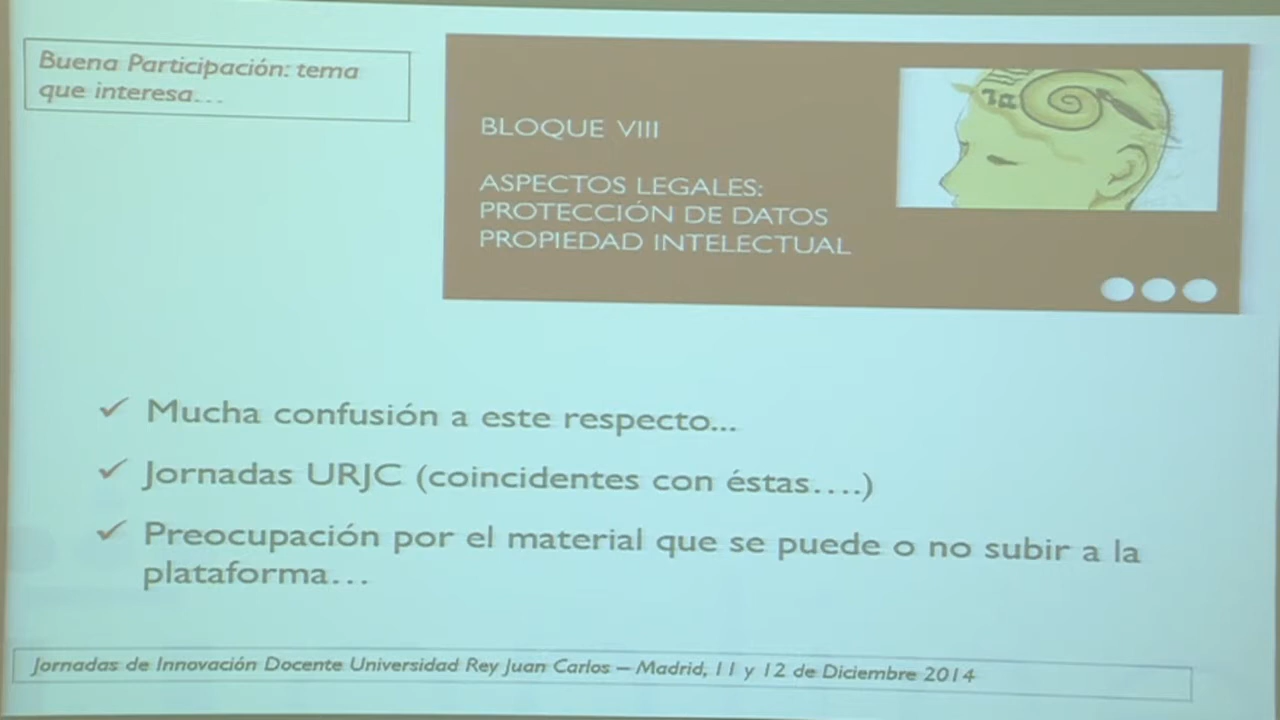 Buena Participación: tema
que interesa...
BLOQUE VIII
ASPECTOS LEGALES:
PROTECCIÓN DE DATOS
PROPIEDAD INTELECTUAL
✓ Mucha confusión a este respecto...
✓ Jornadas URJC (coincidentes con éstas....)
✓ Preocupación por el material que se puede o no subir a la
plataforma...
Jornadas de Innovación Docente Universidad Rey Juan Carlos – Madrid, 11 y 12 de Diciembre 2014